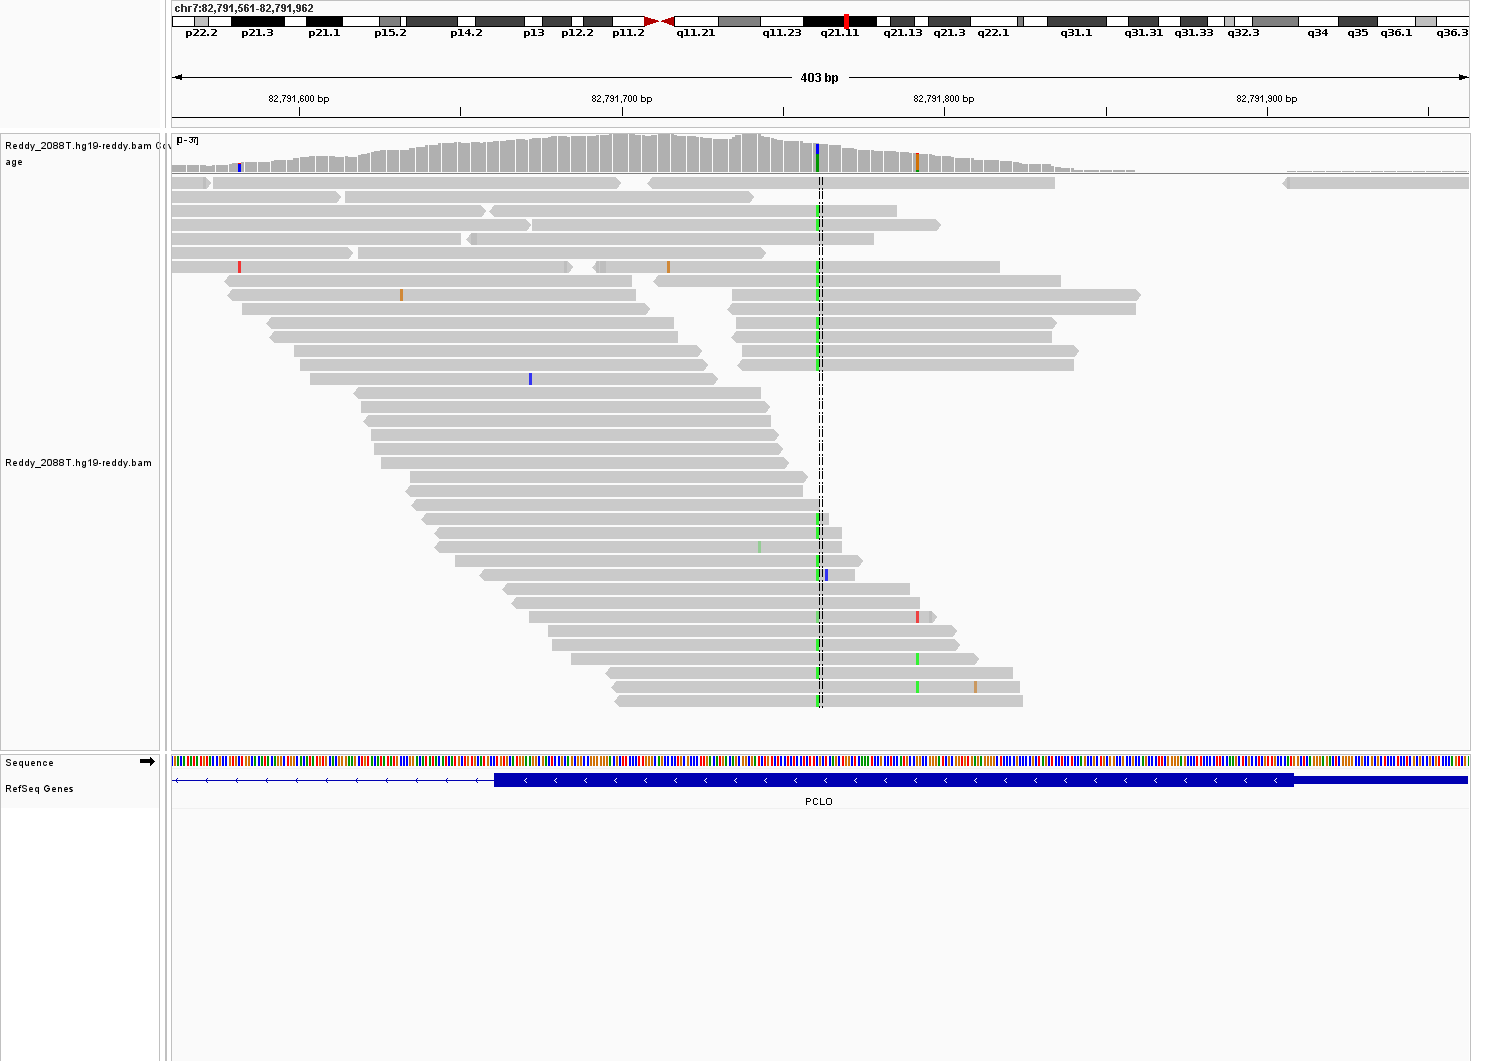 chr7:82,791,561-82,791,962
p22.2 p21.3 p21.1 p15.2 p14.2 p13 p12.2 p11.2 q11.21 q11.23 q21.11 q21.13 q21.3 q22.1 q31.1 q31.31 q31.33 q32.3 q34 q35 q36.1 q36.3
403 bp
82,791,600 bp 82,791,700 bp 82,791,800 bp 82,791,900 bp
[0 - 37]
Reddy_2088T.hg19-reddy.bam Cov
age
Reddy_2088T.hg19-reddy.bam
Sequence
RefSeq Genes
PCLO